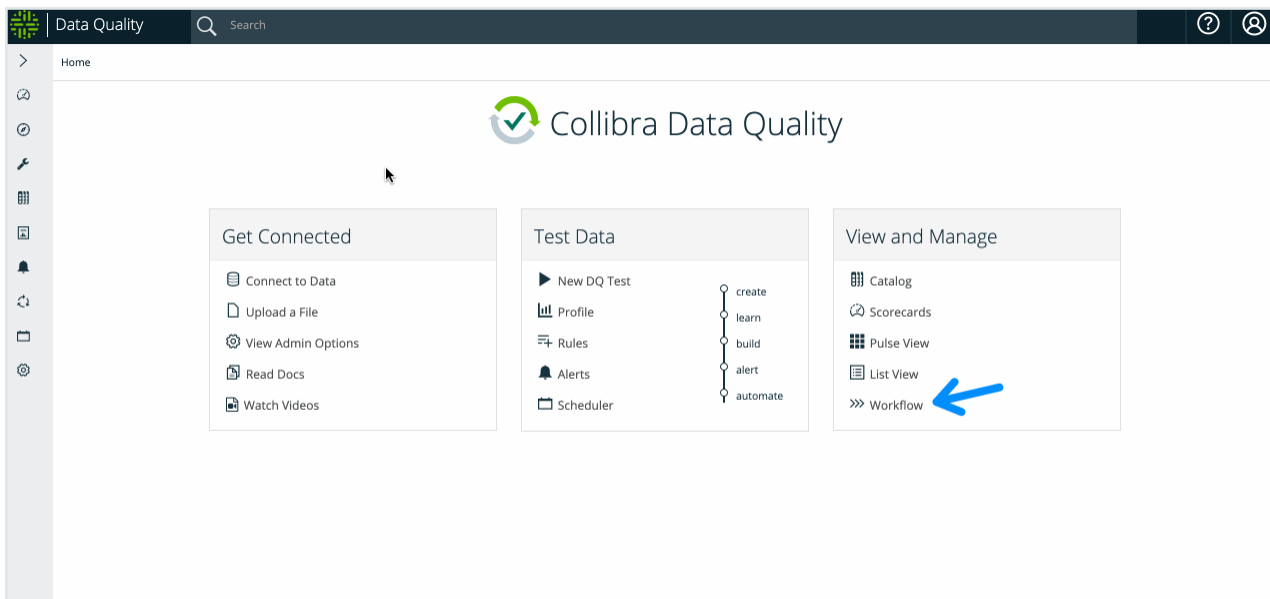 Data Quality
Search
Home
Collibra Data Quality
Get Connected
Connect to Data
Upload a File
View Admin Options
Read Docs
Watch Videos
Test Data
New DQ Test
Profile
Rules
Alerts
Scheduler
create
learn
build
alert
automate
View and Manage
Catalog
Scorecards
Pulse View
List View
Workflow